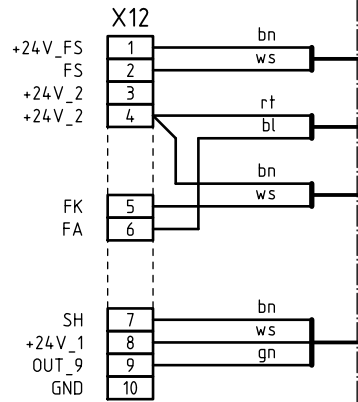 X12
+24V_FS 1 bn
FS 2 ws
+24V_2 3
+24V_2 4 rt
bl
bn
FK 5 ws
FA 6
SH 7 bn
+24V_1 8 ws
OUT_9 9 gn
GND 10